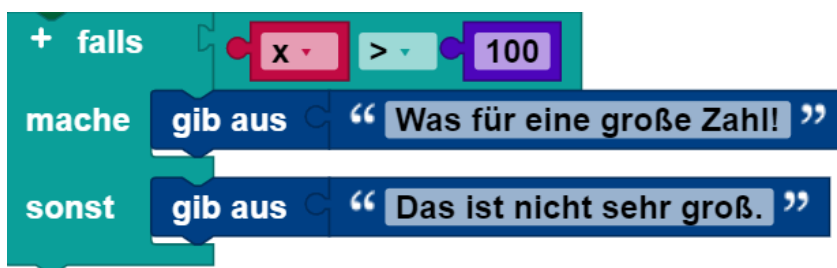 + falls x > 100
mache gib aus “ Was für eine große Zahl! ”
sonst gib aus “ Das ist nicht sehr groß. ”